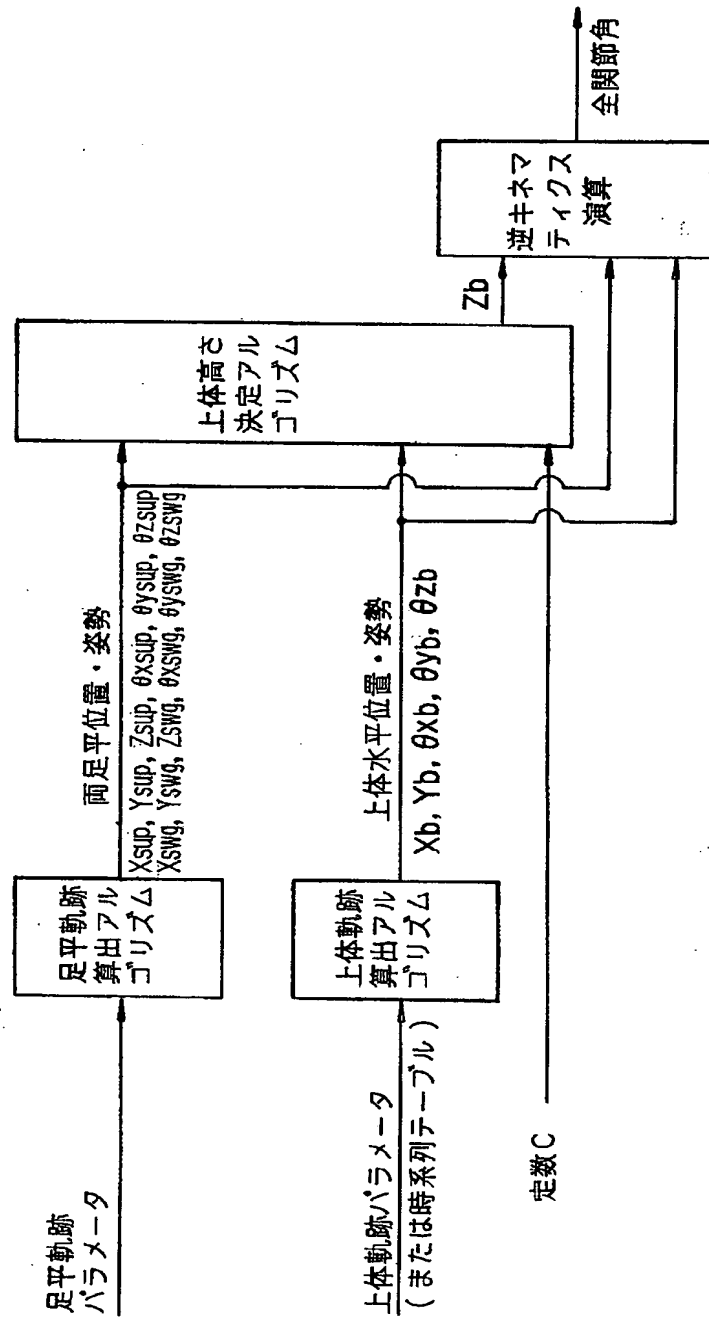 足平軌跡
パラメータ
足平軌跡
算出アル
ゴリズム
両足平位置・姿勢
Xsup, Ysup, Zsup, θxsup, θysup, θzsup
Xswg, Yswg, Zswg, θxswg, θyswg, θzswg
上体軌跡パラメータ
(または時系列テーブル)
上体軌跡
算出アル
ゴリズム
上体水平位置・姿勢
Xb, Yb, θxb, θyb, θzb
定数C
上体高さ
決定アル
ゴリズム
Zb
逆キネマ
ティクス
演算
全関節角